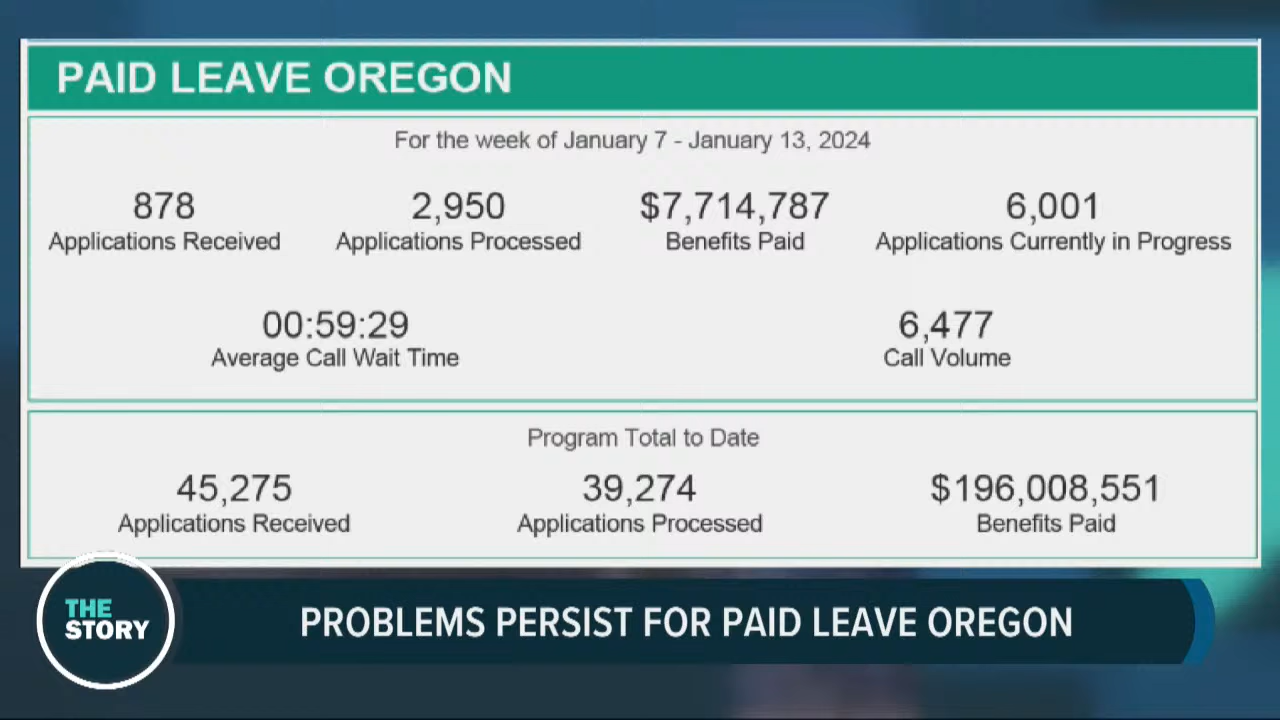 PAID LEAVE OREGON
For the week of January 7 - January 13, 2024
878 2,950 $7,714,787 6,001
Applications Received Applications Processed Benefits Paid Applications Currently in Progress
00:59:29 6,477
Average Call Wait Time Call Volume
Program Total to Date
45,275 39,274 $196,008,551
Applications Received Applications Processed Benefits Paid
THE
STORY
PROBLEMS PERSIST FOR PAID LEAVE OREGON